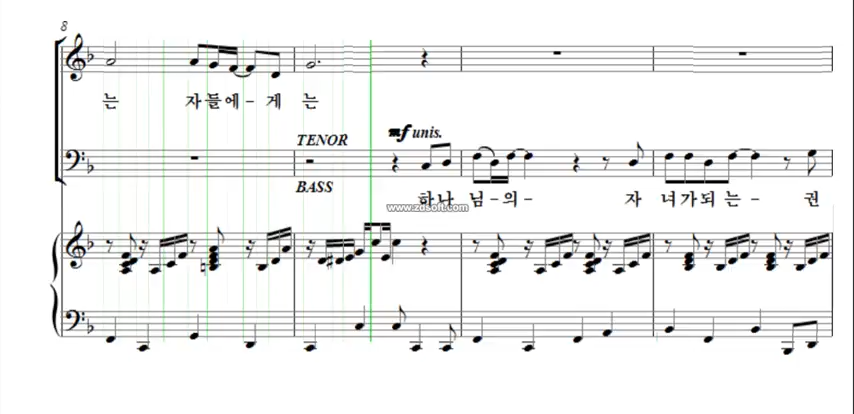 8
는 자들에-게 는
TENOR mf unis.
BASS
하나 님-의- 자 녀가되는- 권
www.zdsoft.com